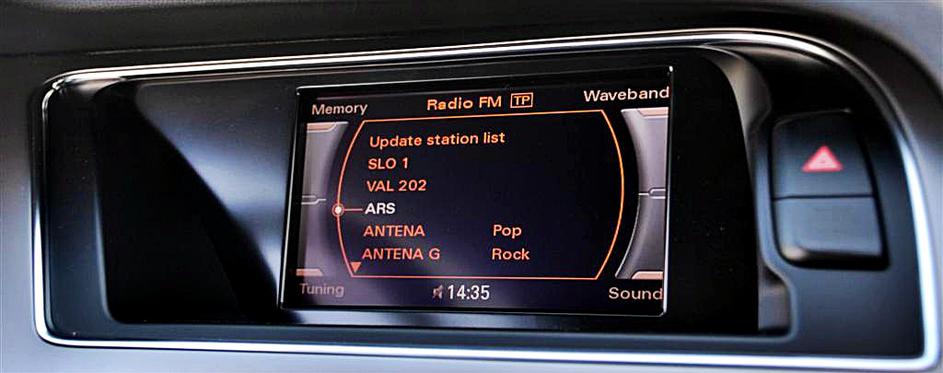 Memory
Radio FM TP
Waveband
Update station list
SLO 1
VAL 202
ARS
ANTENA Pop
ANTENA G Rock
Tuning
14:35
Sound